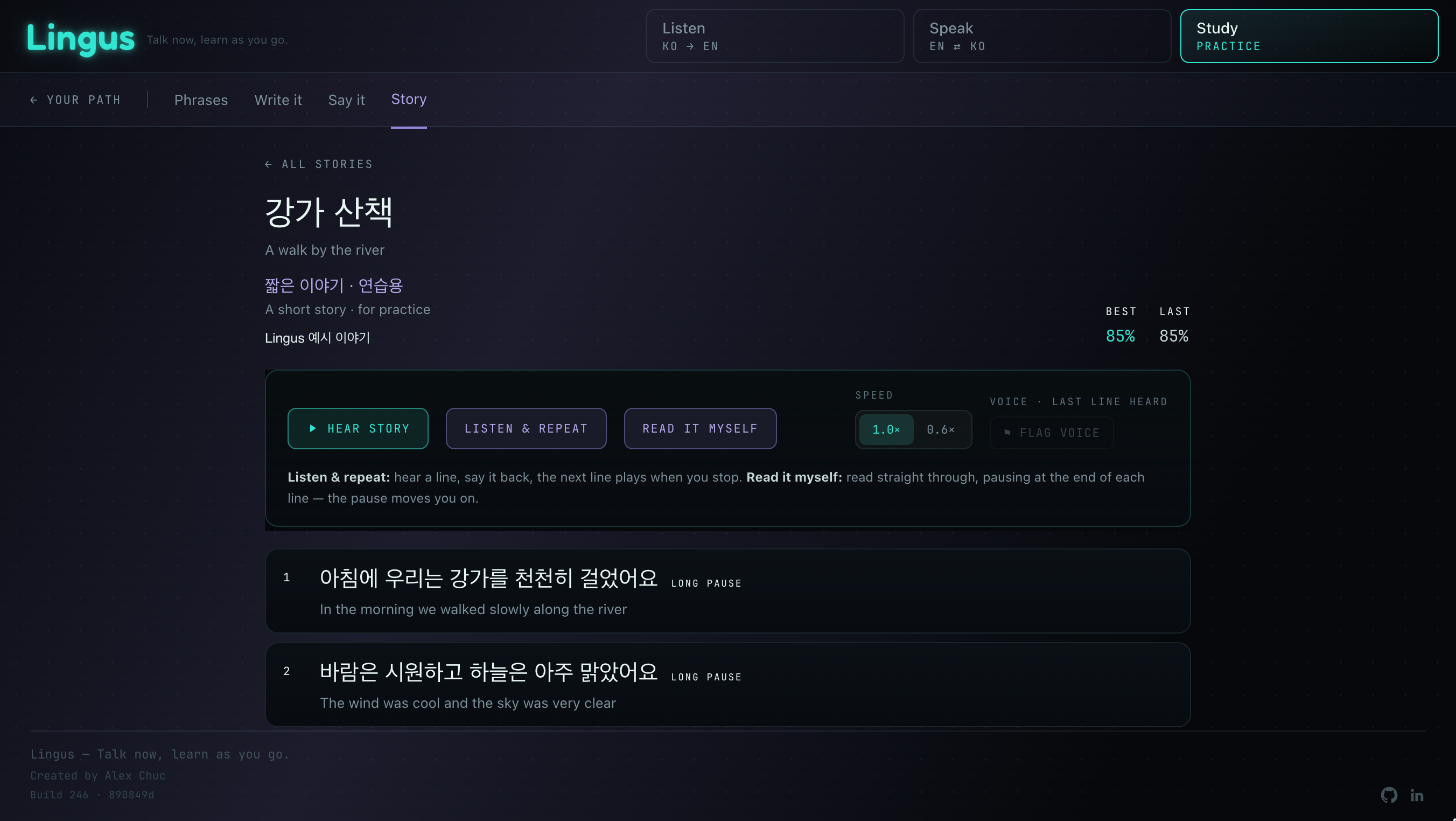 Lingus
Talk now, learn as you go.
Listen
KO → EN
Speak
EN ⇄ KO
Study
PRACTICE
← YOUR PATH
Phrases
Write it
Say it
Story
← ALL STORIES
강가 산책
A walk by the river
짧은 이야기 · 연습용
A short story · for practice
Lingus 예시 이야기
BEST
85%
LAST
85%
▶ HEAR STORY
LISTEN & REPEAT
READ IT MYSELF
SPEED
1.0×
0.6×
VOICE · LAST LINE HEARD
⚑ FLAG VOICE
Listen & repeat: hear a line, say it back, the next line plays when you stop. Read it myself: read straight through, pausing at the end of each
line — the pause moves you on.
1
아침에 우리는 강가를 천천히 걸었어요 LONG PAUSE
In the morning we walked slowly along the river
2
바람은 시원하고 하늘은 아주 맑았어요 LONG PAUSE
The wind was cool and the sky was very clear
Lingus — Talk now, learn as you go.
Created by Alex Chuc
Build 246 · 890849d
in